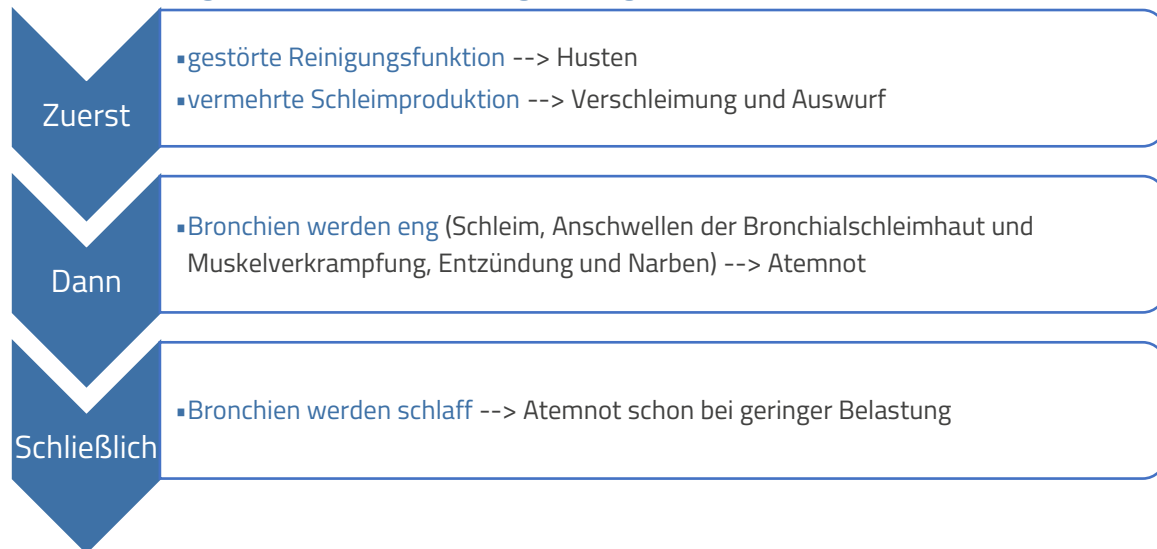 Zuerst
▪gestörte Reinigungsfunktion --> Husten
▪vermehrte Schleimproduktion --> Verschleimung und Auswurf
Dann
▪Bronchien werden eng (Schleim, Anschwellen der Bronchialschleimhaut und
Muskelverkrampfung, Entzündung und Narben) --> Atemnot
Schließlich
▪Bronchien werden schlaff --> Atemnot schon bei geringer Belastung